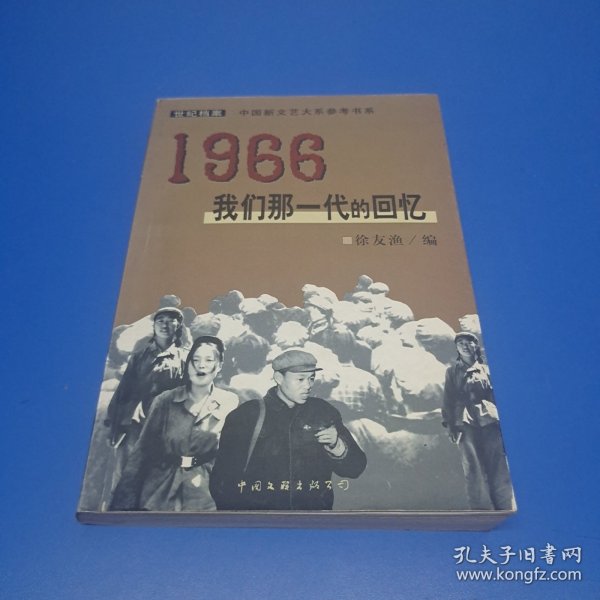 世纪档案 中国新文艺大系参考书系
1966
我们那一代的回忆
徐友渔/编
中国文联出版公司
孔夫子旧书网
www.kongfz.com